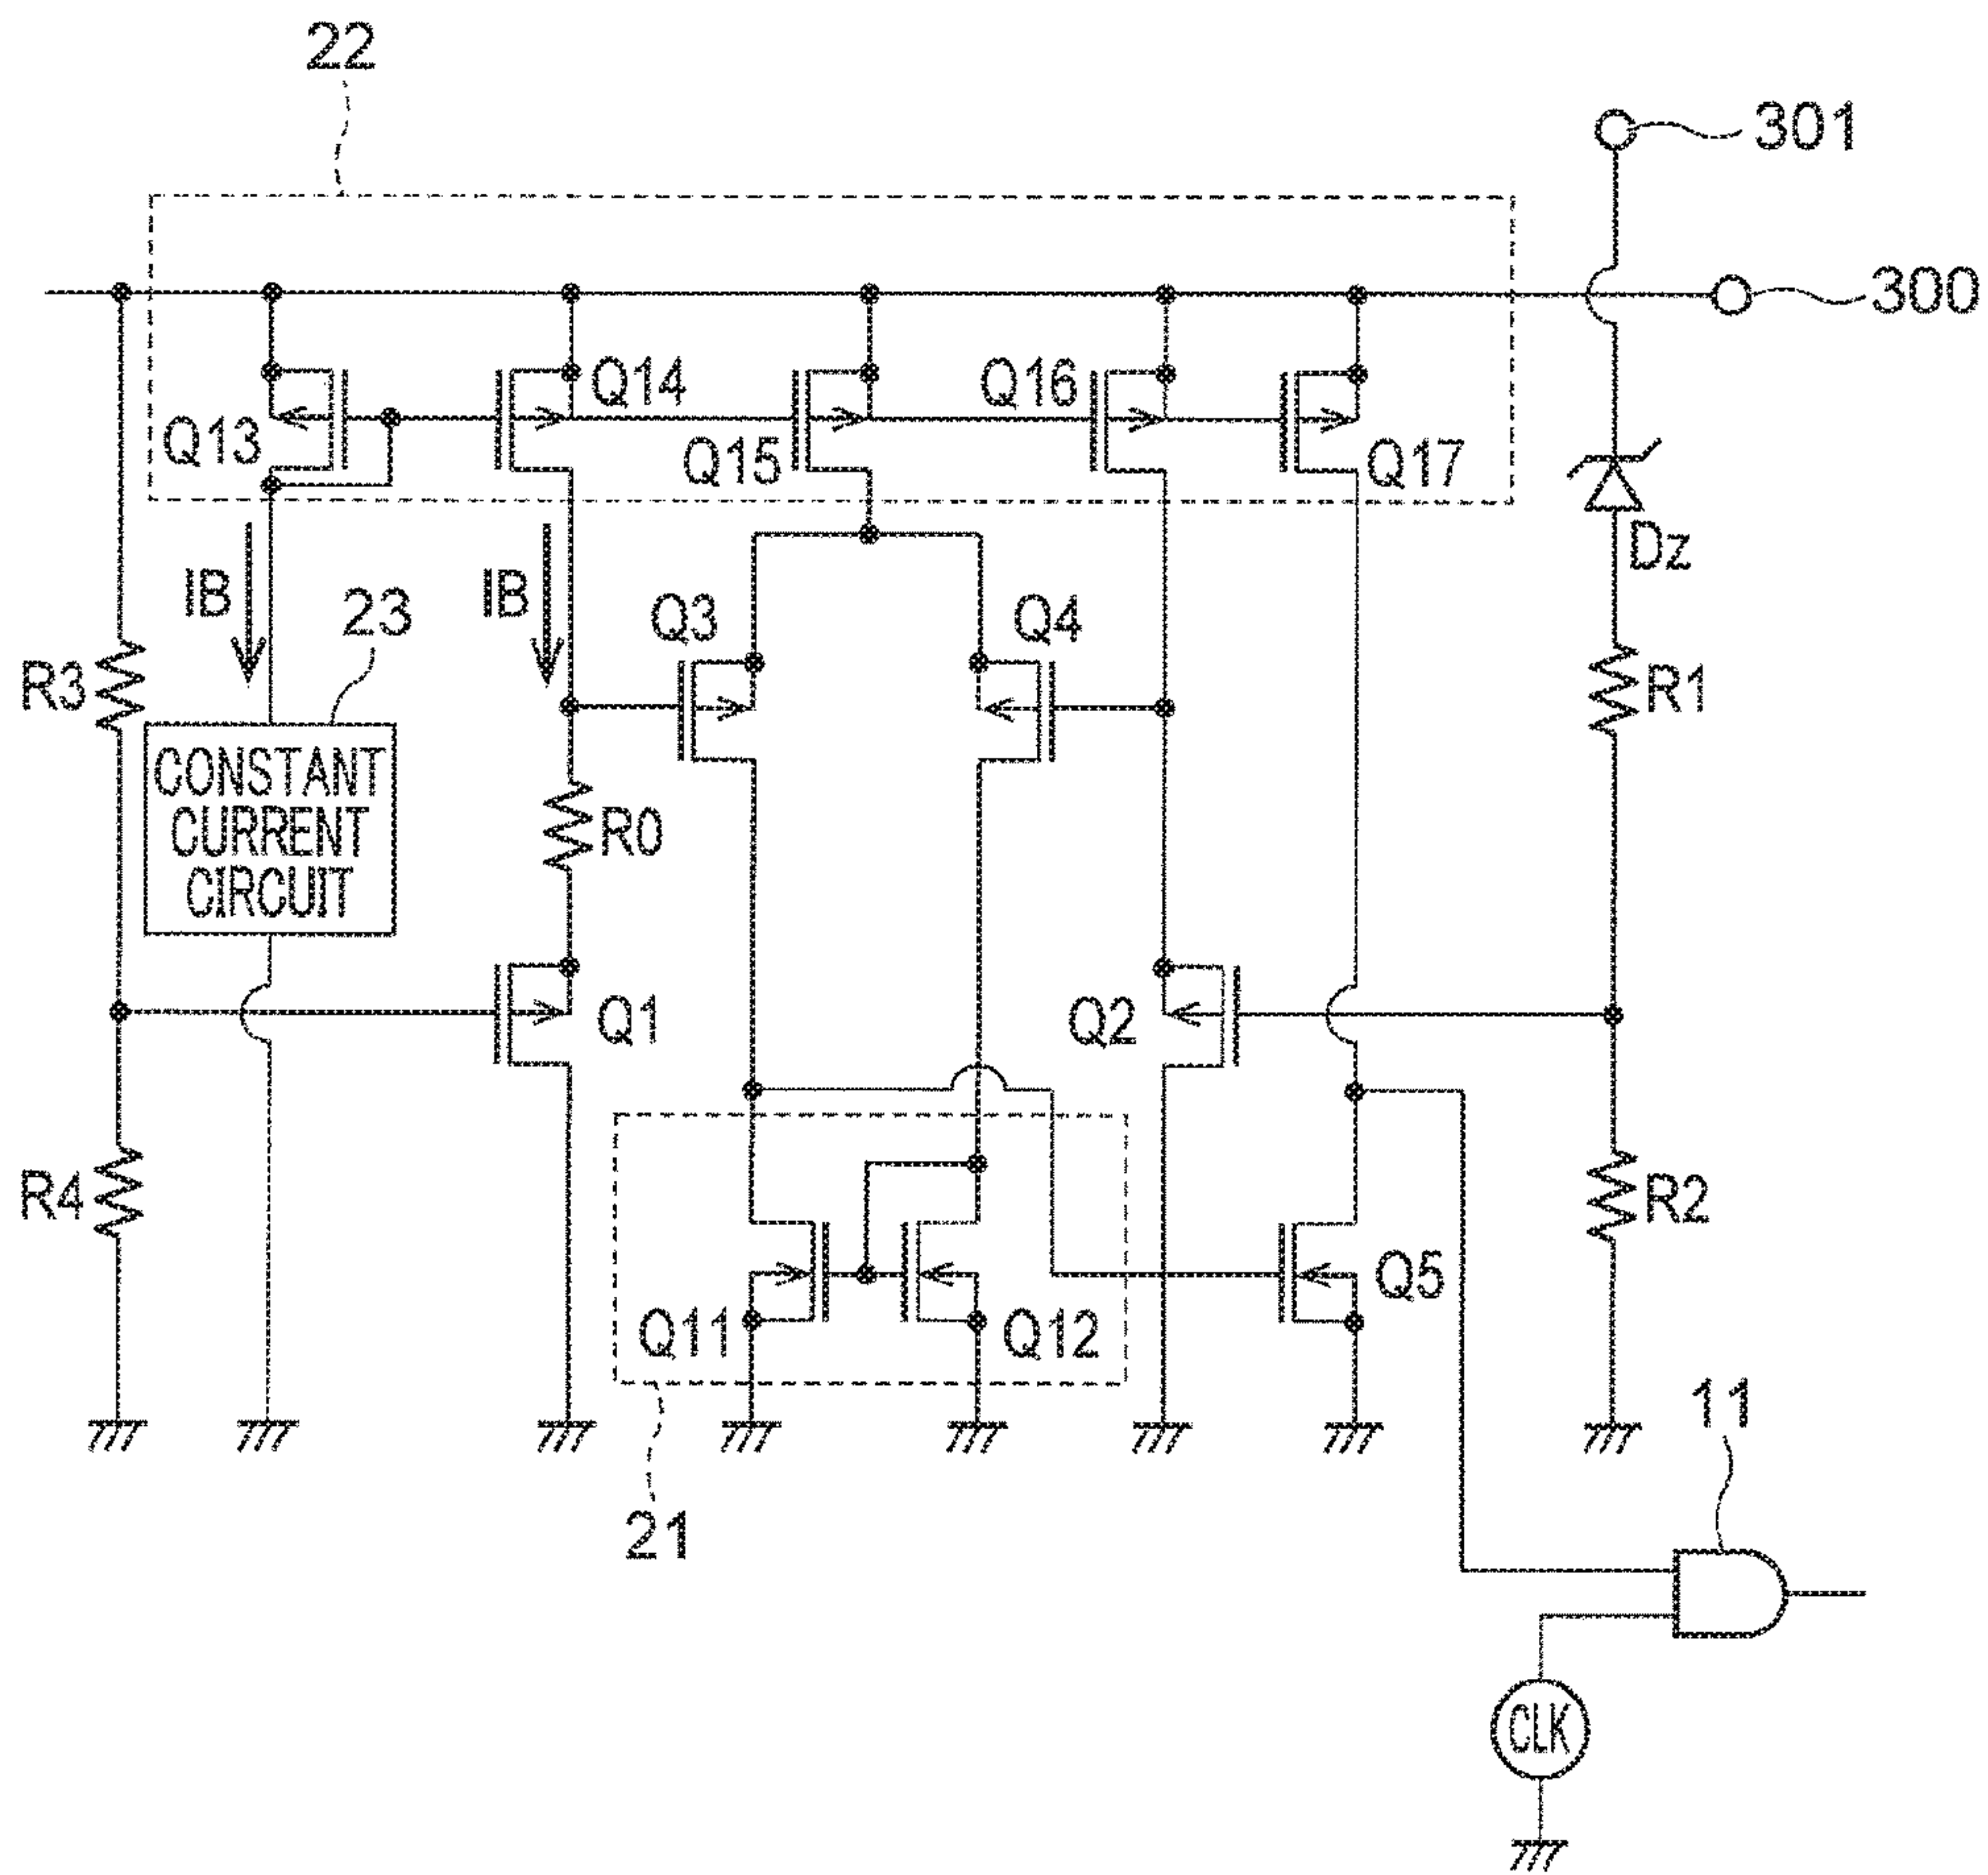 22
301
300
Q14
Q16
Q13
Q15
Q17
Dz
IB
23
IB
Q3
Q4
R3
R1
CONSTANT
CURRENT
CIRCUIT
R0
Q1
Q2
R4
R2
Q5
Q11
Q12
11
21
CLK